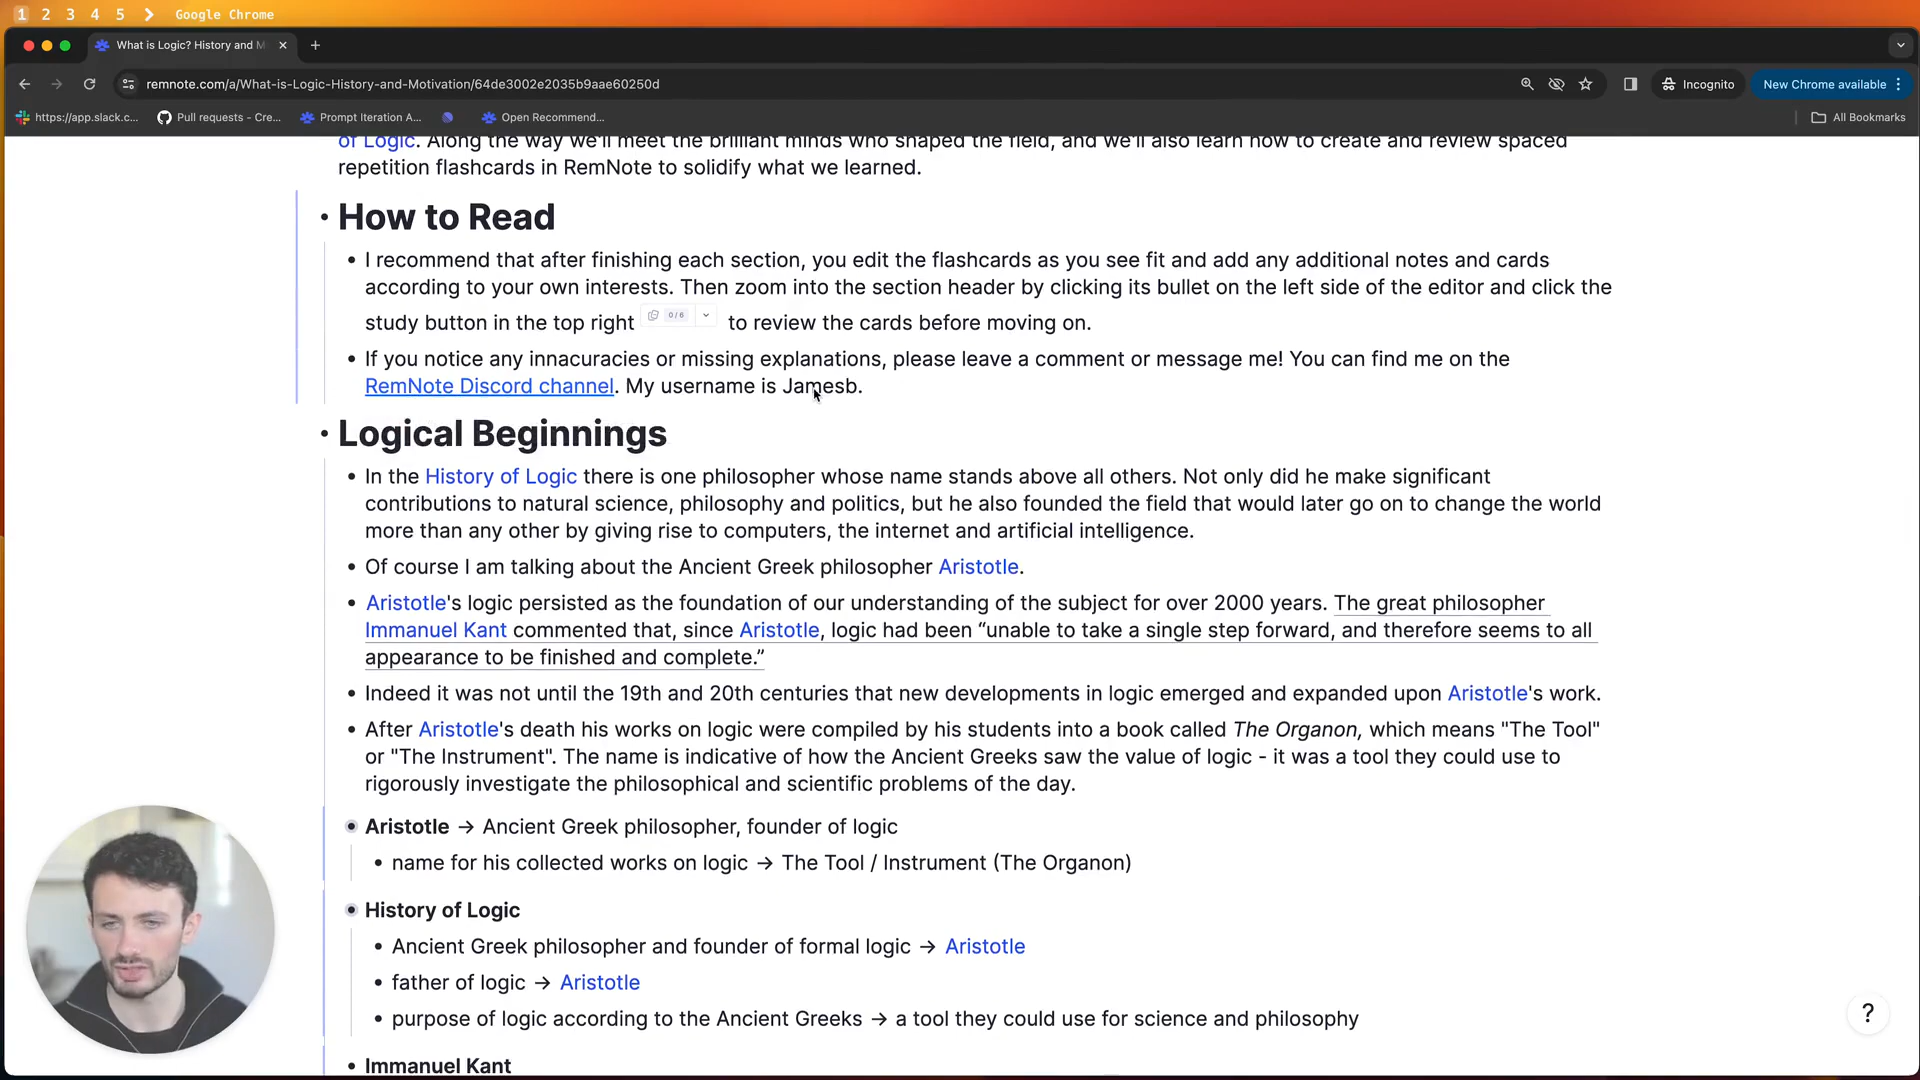 1 2 3 4 5 Google Chrome
What is Logic? History and M
remnote.com/a/What-is-Logic-History-and-Motivation/64de3002e2035b9aae60250d
Incognito
New Chrome available
https://app.slack.c...
Pull requests - Cre...
Prompt Iteration A...
Open Recommend...
All Bookmarks
of Logic. Along the way we'll meet the brilliant minds who shaped the field, and we'll also learn how to create and review spaced
repetition flashcards in RemNote to solidify what we learned.
How to Read
I recommend that after finishing each section, you edit the flashcards as you see fit and add any additional notes and cards
according to your own interests. Then zoom into the section header by clicking its bullet on the left side of the editor and click the
study button in the top right 0/6 to review the cards before moving on.
If you notice any innacuracies or missing explanations, please leave a comment or message me! You can find me on the
RemNote Discord channel. My username is Jamesb.
Logical Beginnings
In the History of Logic there is one philosopher whose name stands above all others. Not only did he make significant
contributions to natural science, philosophy and politics, but he also founded the field that would later go on to change the world
more than any other by giving rise to computers, the internet and artificial intelligence.
Of course I am talking about the Ancient Greek philosopher Aristotle.
Aristotle's logic persisted as the foundation of our understanding of the subject for over 2000 years. The great philosopher
Immanuel Kant commented that, since Aristotle, logic had been “unable to take a single step forward, and therefore seems to all
appearance to be finished and complete.”
Indeed it was not until the 19th and 20th centuries that new developments in logic emerged and expanded upon Aristotle's work.
After Aristotle's death his works on logic were compiled by his students into a book called The Organon, which means "The Tool"
or "The Instrument". The name is indicative of how the Ancient Greeks saw the value of logic - it was a tool they could use to
rigorously investigate the philosophical and scientific problems of the day.
Aristotle → Ancient Greek philosopher, founder of logic
name for his collected works on logic → The Tool / Instrument (The Organon)
History of Logic
Ancient Greek philosopher and founder of formal logic → Aristotle
father of logic → Aristotle
purpose of logic according to the Ancient Greeks → a tool they could use for science and philosophy
?
Immanuel Kant